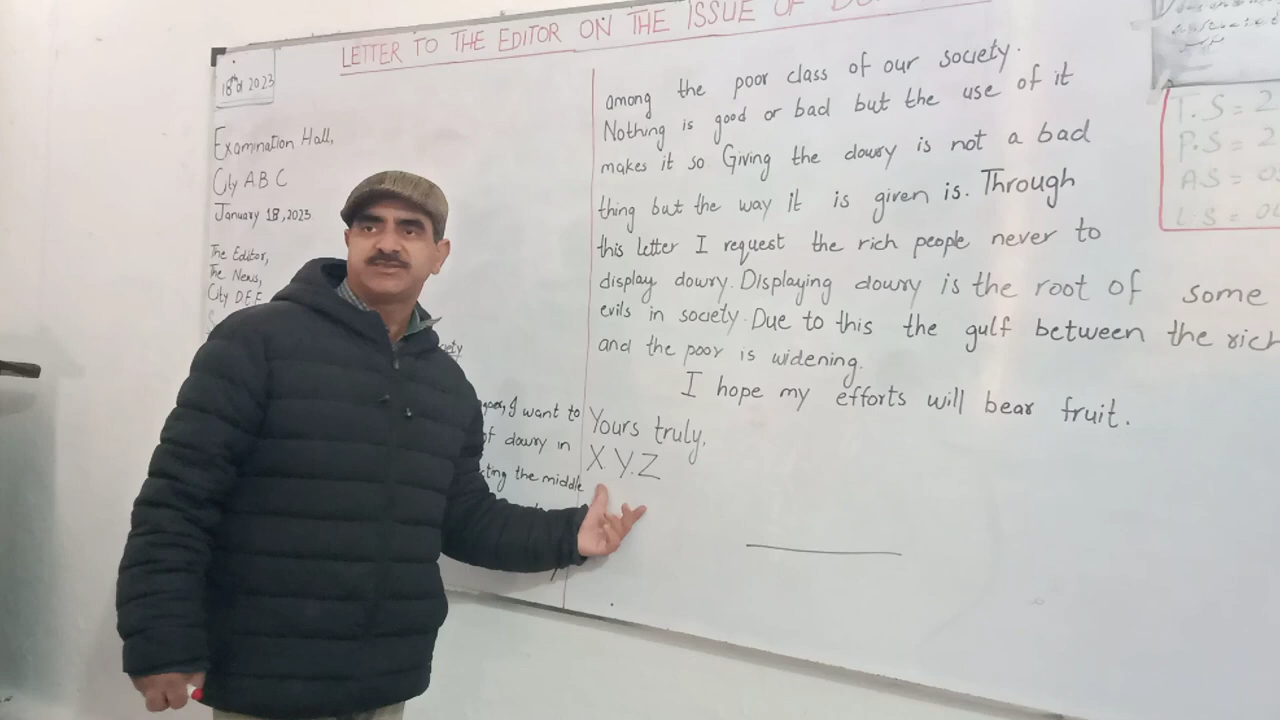 LETTER TO THE EDITOR ON THE ISSUE OF
18th 01 2023
Examination Hall,
City A B C
January 18, 2023
The Editor,
The News,
City D.E.F
I want to
of dowry in
the middle
among the poor class of our society.
Nothing is good or bad but the use of it
makes it so. Giving the dowry is not a bad
thing but the way it is given is. Through
this letter I request the rich people never to
display dowry. Displaying dowry is the root of some
evils in society. Due to this the gulf between the rich
and the poor is widening.
I hope my efforts will bear fruit.
Yours truly,
X.Y.Z
T.S = 2
P.S = 2
A.S = 0
L.S = 0